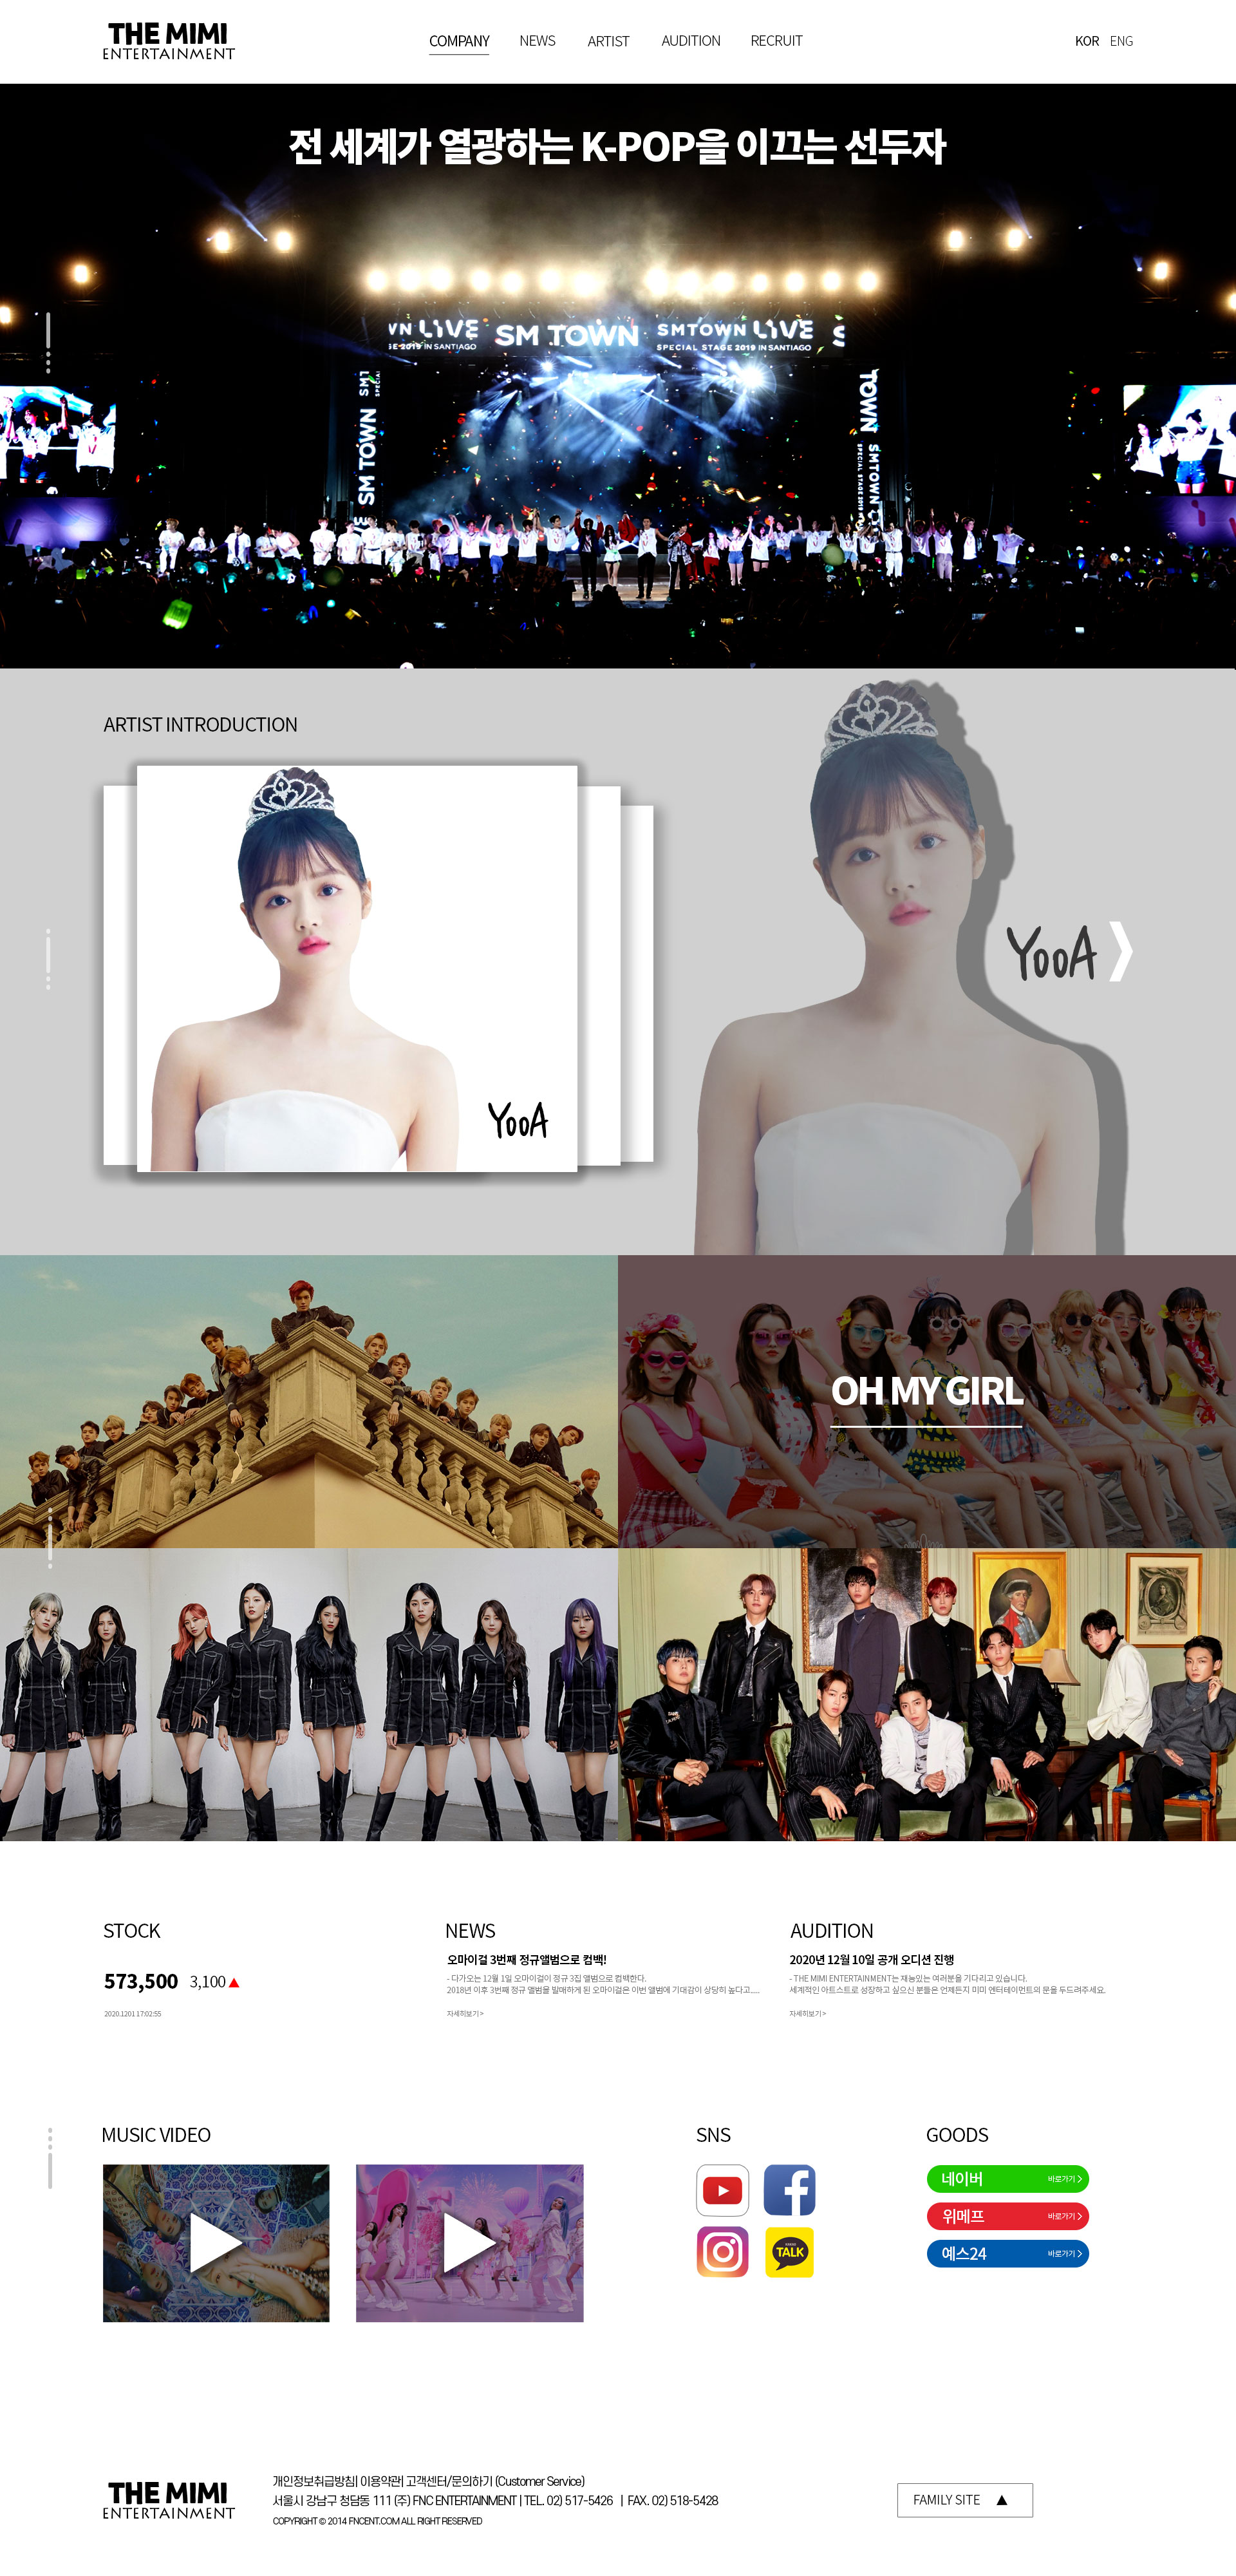 THE MIMI
ENTERTAINMENT
COMPANY
NEWS
ARTIST
AUDITION
RECRUIT
KOR
ENG
전 세계가 열광하는 K-POP을 이끄는 선두자
WN LIVE
SM TOWN
SMTOWN LIVE
S
SE 2019 IN SANTIAGO
SPECIAL STAGE 2019 IN SANTIAGO
SM TOWN
TOWN
SMTOWN
ARTIST INTRODUCTION
YooA
YooA
OH MY GIRL
STOCK
573,500
3,100 ▲
2020.1201 17:02:55
NEWS
오마이걸 3번째 정규앨범으로 컴백!
- 다가오는 12월 1일 오마이걸이 정규 3집 앨범으로 컴백한다.
2018년 이후 3번째 정규 앨범을 발매하게 된 오마이걸은 이번 앨범에 기대감이 상당히 높다고.....
자세히보기 >
AUDITION
2020년 12월 10일 공개 오디션 진행
- THE MIMI ENTERTAINMENT는 재능있는 여러분을 기다리고 있습니다.
세계적인 아트스트로 성장하고 싶으신 분들은 언제든지 미미 엔터테이먼트의 문을 두드려주세요.
자세히보기 >
MUSIC VIDEO
SNS
TALK
GOODS
네이버
바로가기 >
위메프
바로가기 >
예스24
바로가기 >
THE MIMI
ENTERTAINMENT
개인정보취급방침| 이용약관| 고객센터/문의하기 (Customer Service)
서울시 강남구 청담동 111 (주) FNC ENTERTAINMENT | TEL. 02) 517-5426 | FAX. 02) 518-5428
COPYRIGHT © 2014 FNCENT.COM ALL RIGHT RESERVED
FAMILY SITE ▲